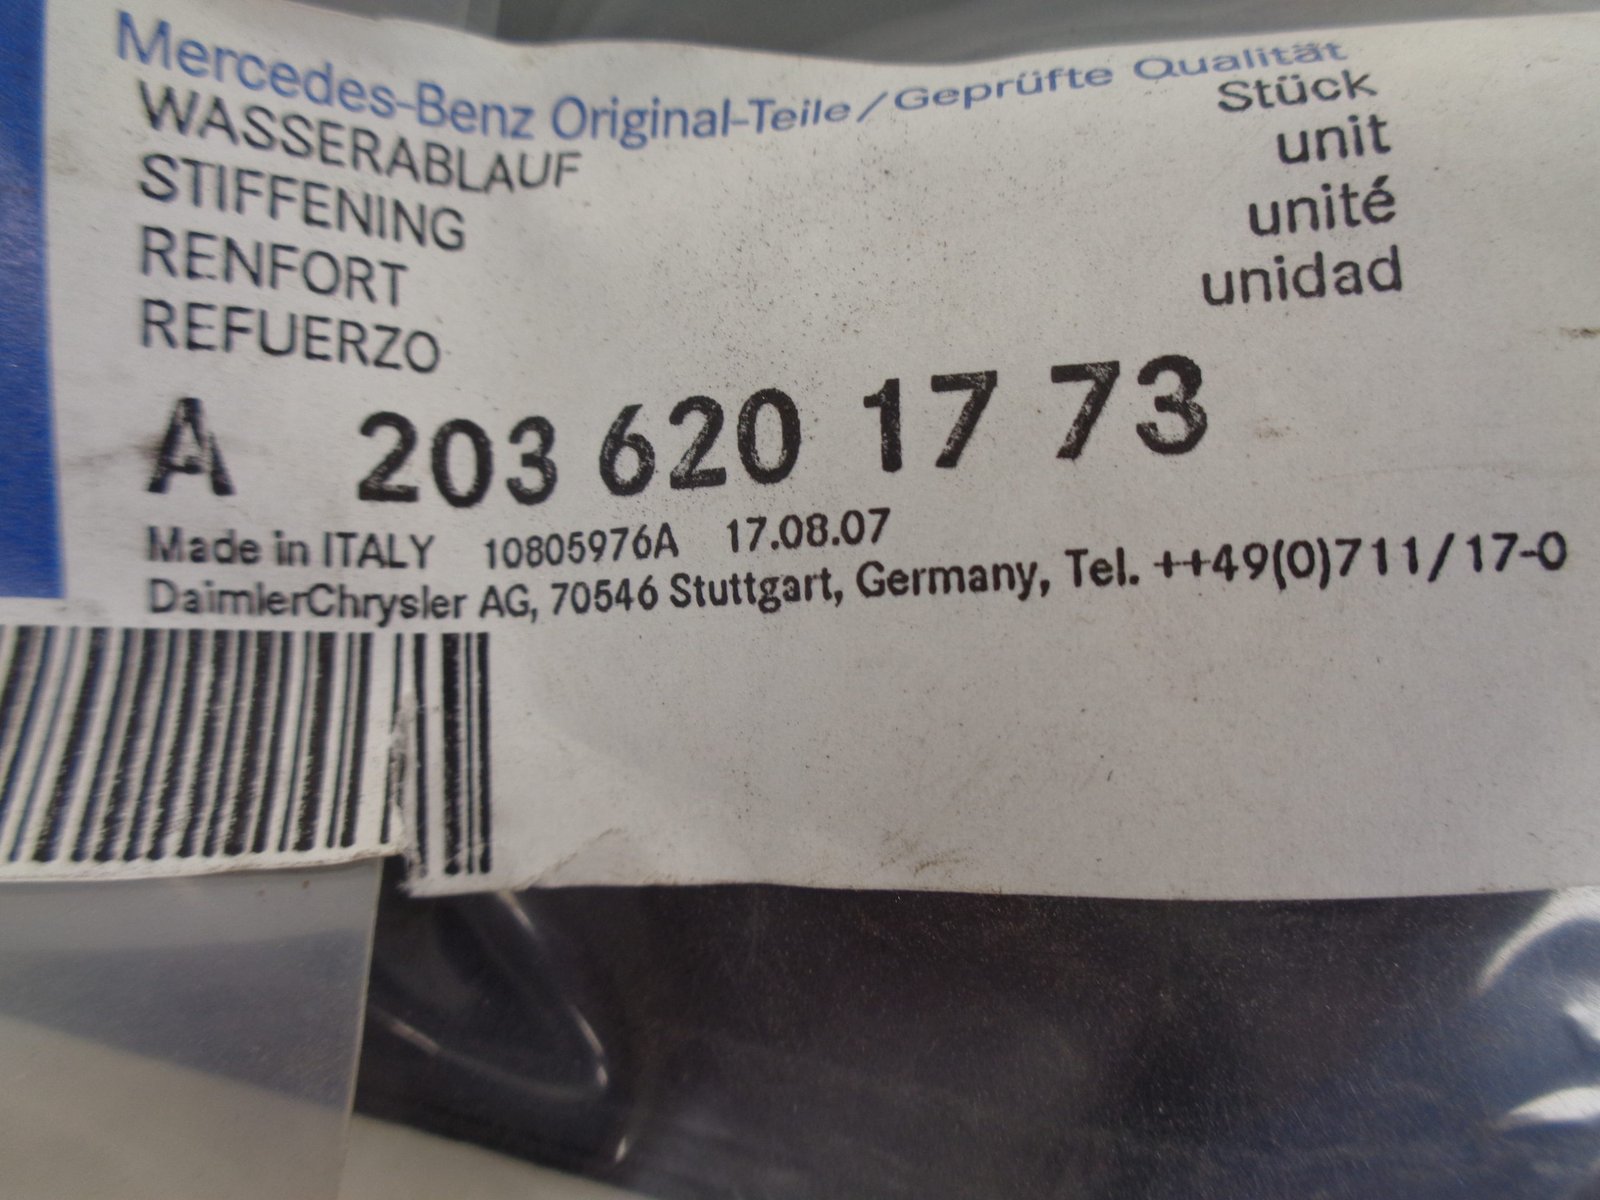 Mercedes-Benz Original-Teile/Geprüfte Qualität
WASSERABLAUF Stück
STIFFENING unit
RENFORT unité
REFUERZO unidad
A 203 620 17 73
Made in ITALY 10805976A 17.08.07
DaimlerChrysler AG, 70546 Stuttgart, Germany, Tel. ++49(0)711/17-0